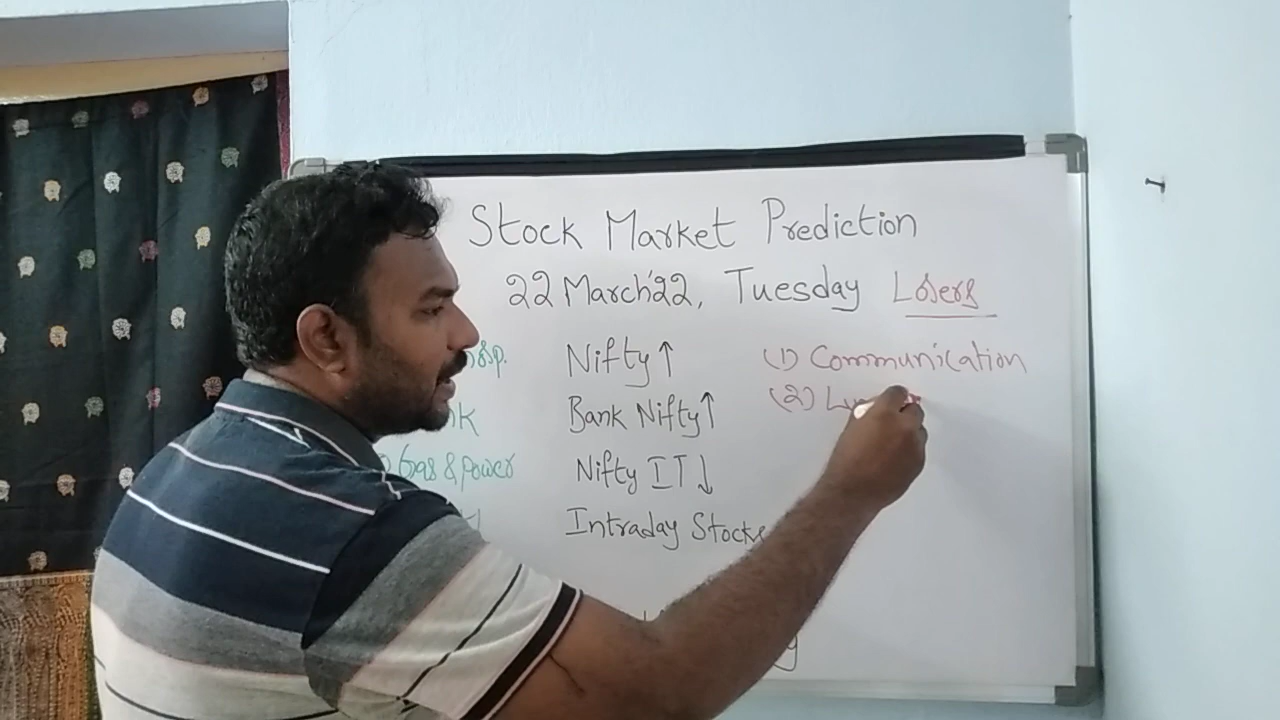 Stock Market Prediction
22 March'22, Tuesday Losers
Nifty ↑ (1) Communication
Bank Nifty ↑ (2)
Gas & Power Nifty IT ↓
Intraday Stocks